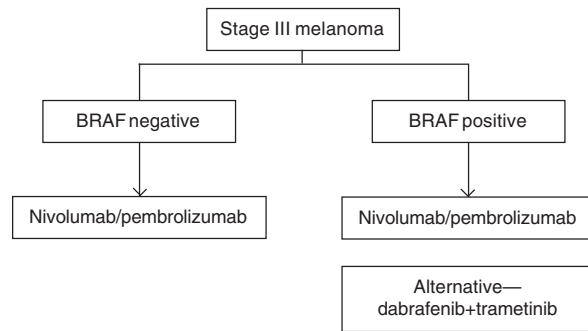 Stage III melanoma
BRAF negative
BRAF positive
Nivolumab/pembrolizumab
Nivolumab/pembrolizumab
Alternative—
dabrafenib+trametinib